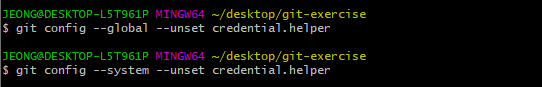 JEONG@DESKTOP-L5T961P MINGW64 ~/desktop/git-exercise
$ git config --global --unset credential.helper
JEONG@DESKTOP-L5T961P MINGW64 ~/desktop/git-exercise
$ git config --system --unset credential.helper